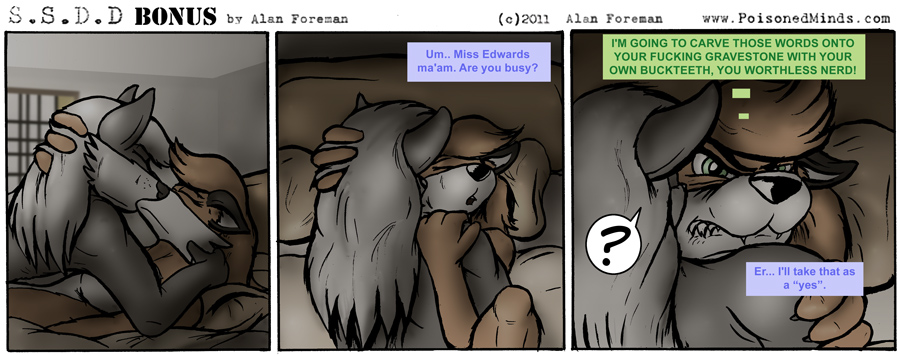 S.S.D.D BONUS by Alan Foreman (c)2011 Alan Foreman www.PoisonedMinds.com
Um.. Miss Edwards
ma'am. Are you busy?
I'M GOING TO CARVE THOSE WORDS ONTO
YOUR FUCKING GRAVESTONE WITH YOUR
OWN BUCKTEETH, YOU WORTHLESS NERD!
?
Er... I'll take that as
a “yes”.